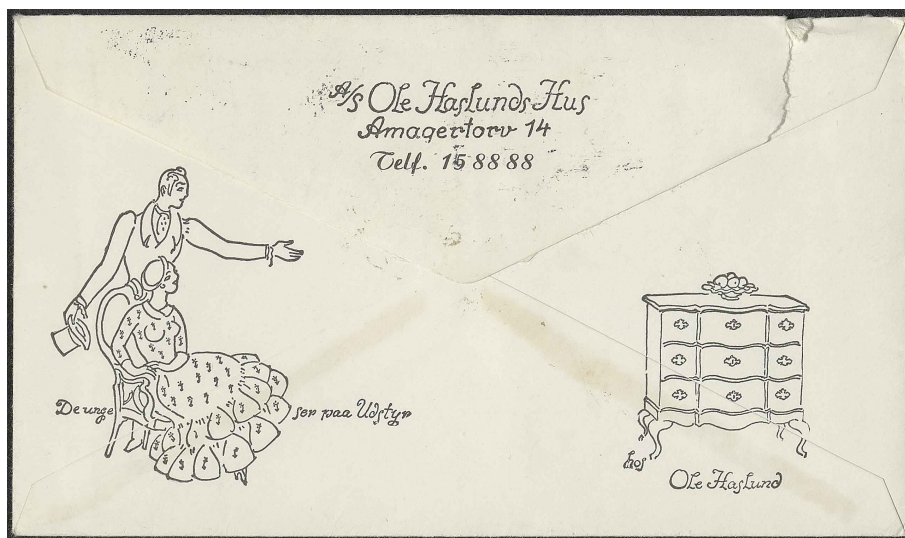 A/S Ole Haslunds Hus
Amagertorv 14
Telf. 15 88 88
De unge ser paa Udstyr
hos
Ole Haslund